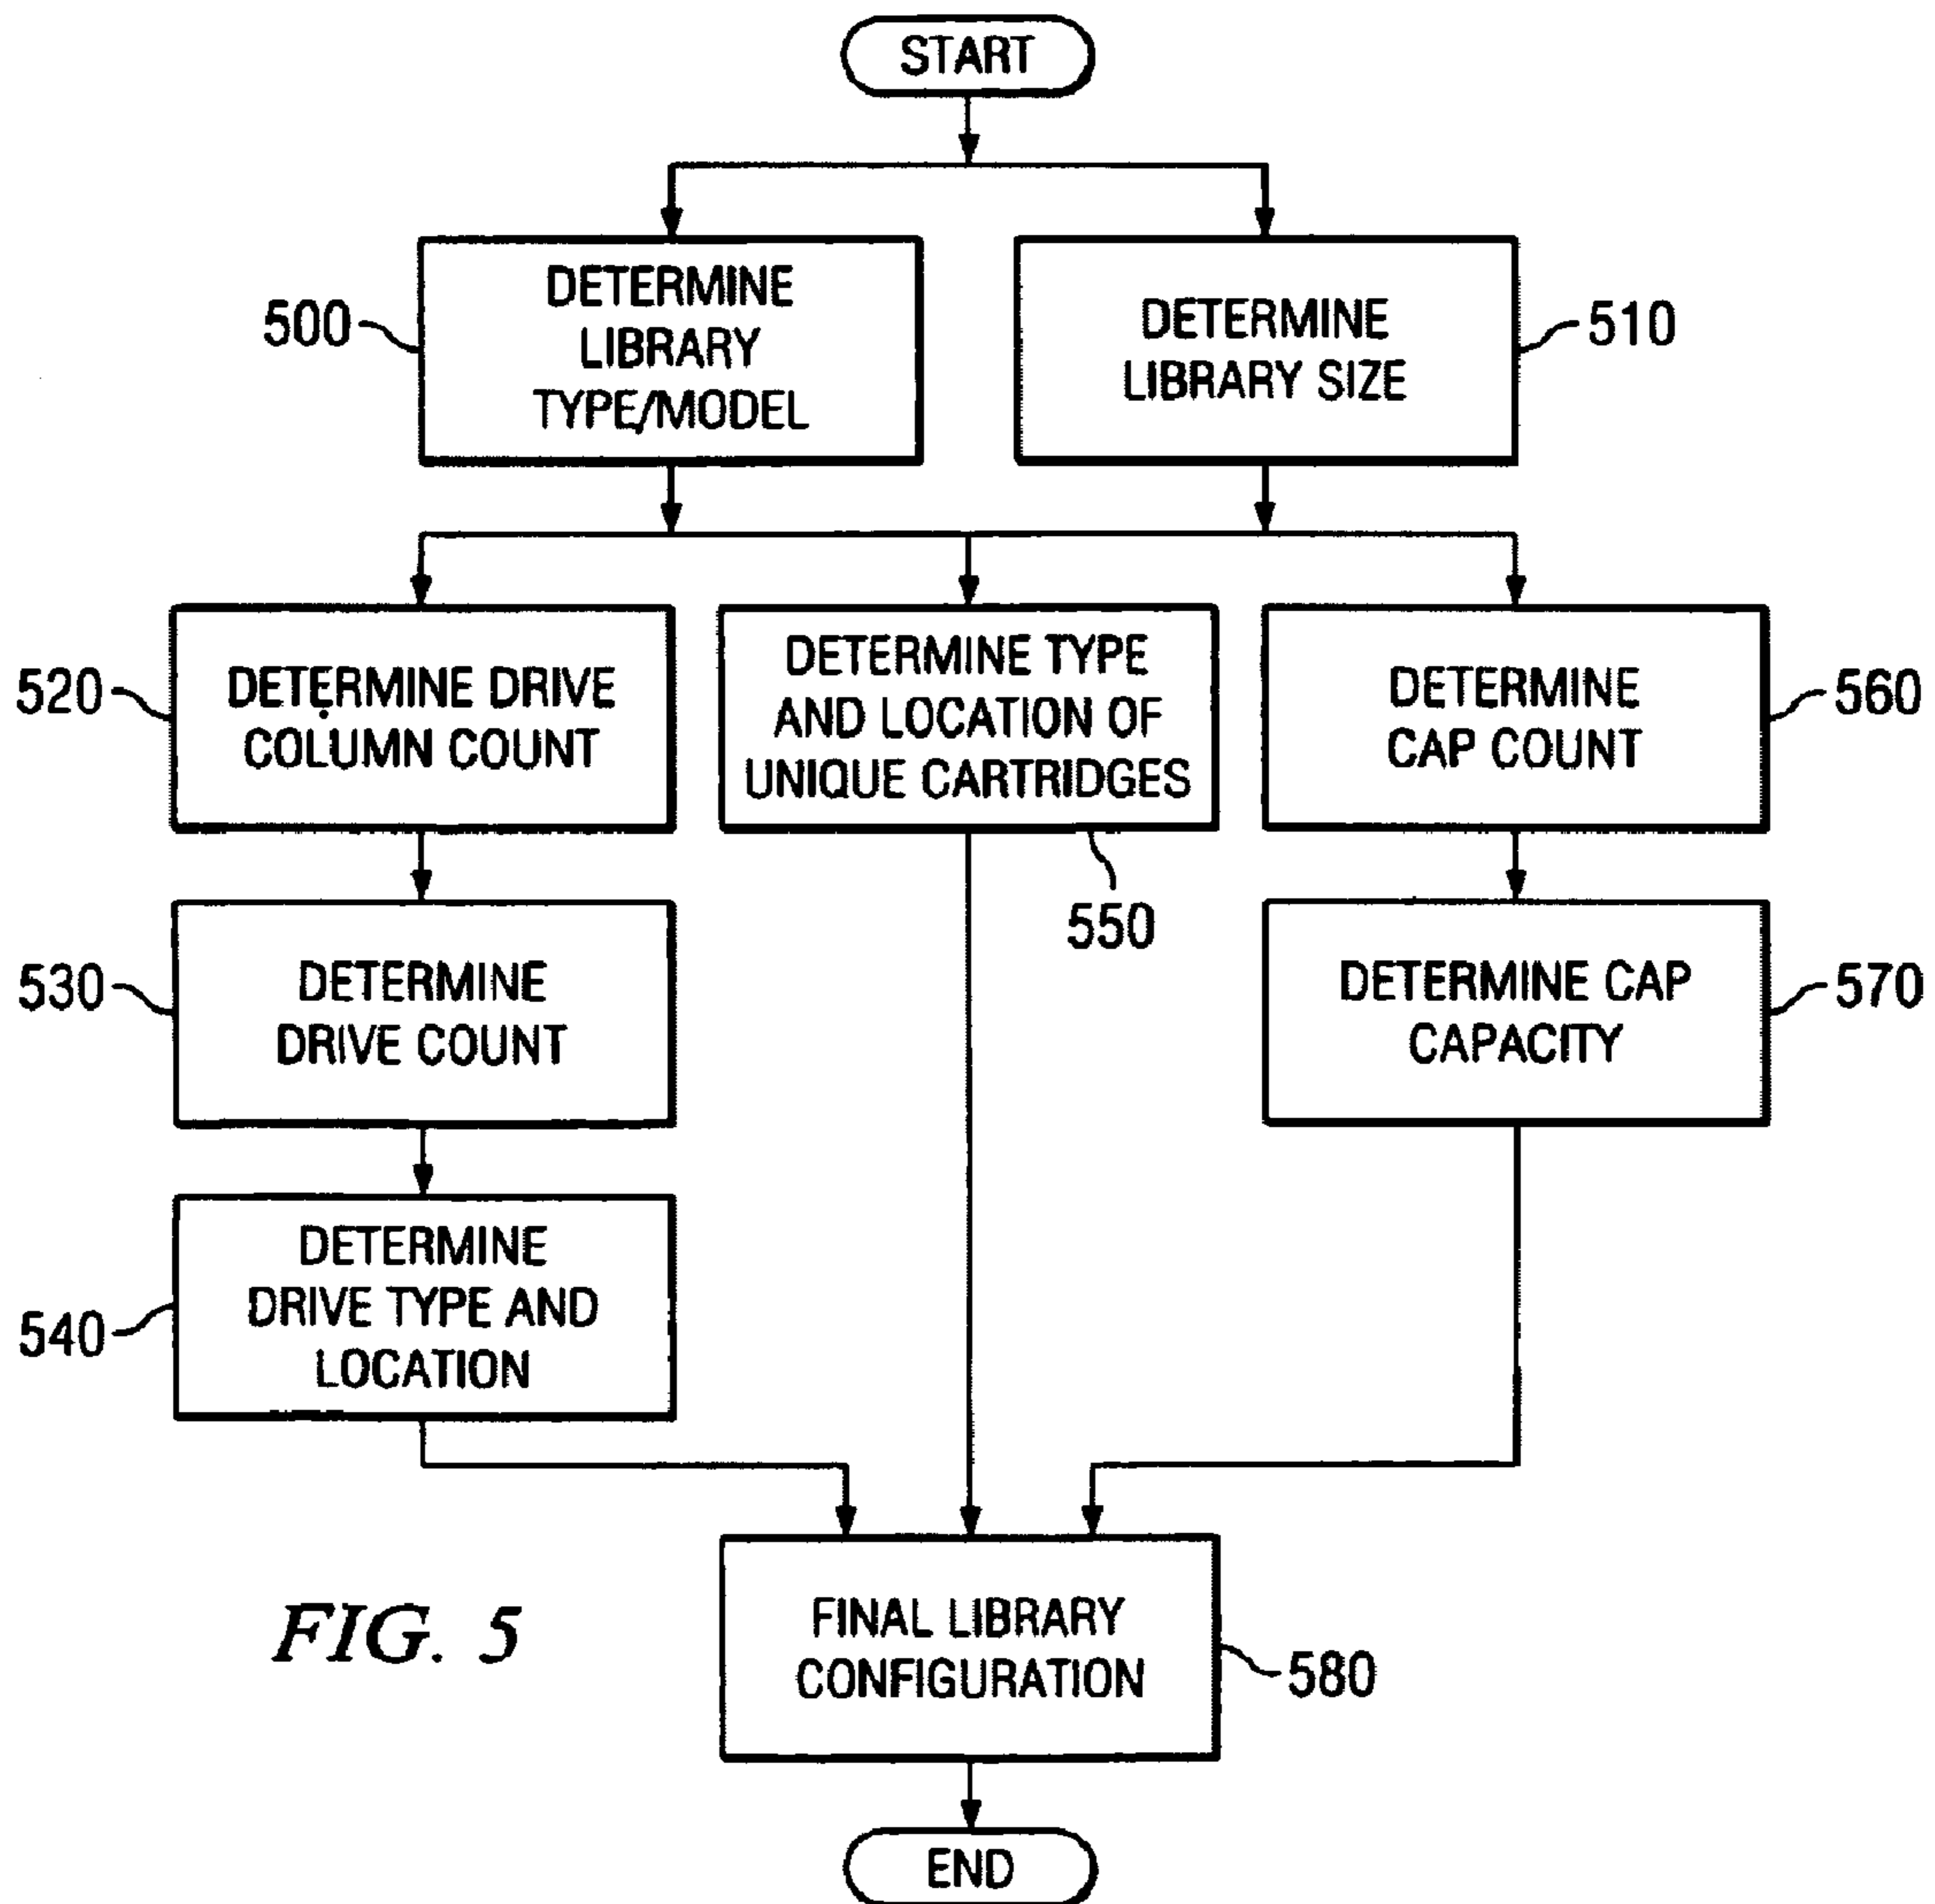 START
500
DETERMINE
LIBRARY
TYPE/MODEL
DETERMINE
LIBRARY SIZE
510
520
DETERMINE DRIVE
COLUMN COUNT
DETERMINE TYPE
AND LOCATION OF
UNIQUE CARTRIDGES
550
DETERMINE
CAP COUNT
560
530
DETERMINE
DRIVE COUNT
DETERMINE CAP
CAPACITY
570
540
DETERMINE
DRIVE TYPE AND
LOCATION
FINAL LIBRARY
CONFIGURATION
580
FIG. 5
END